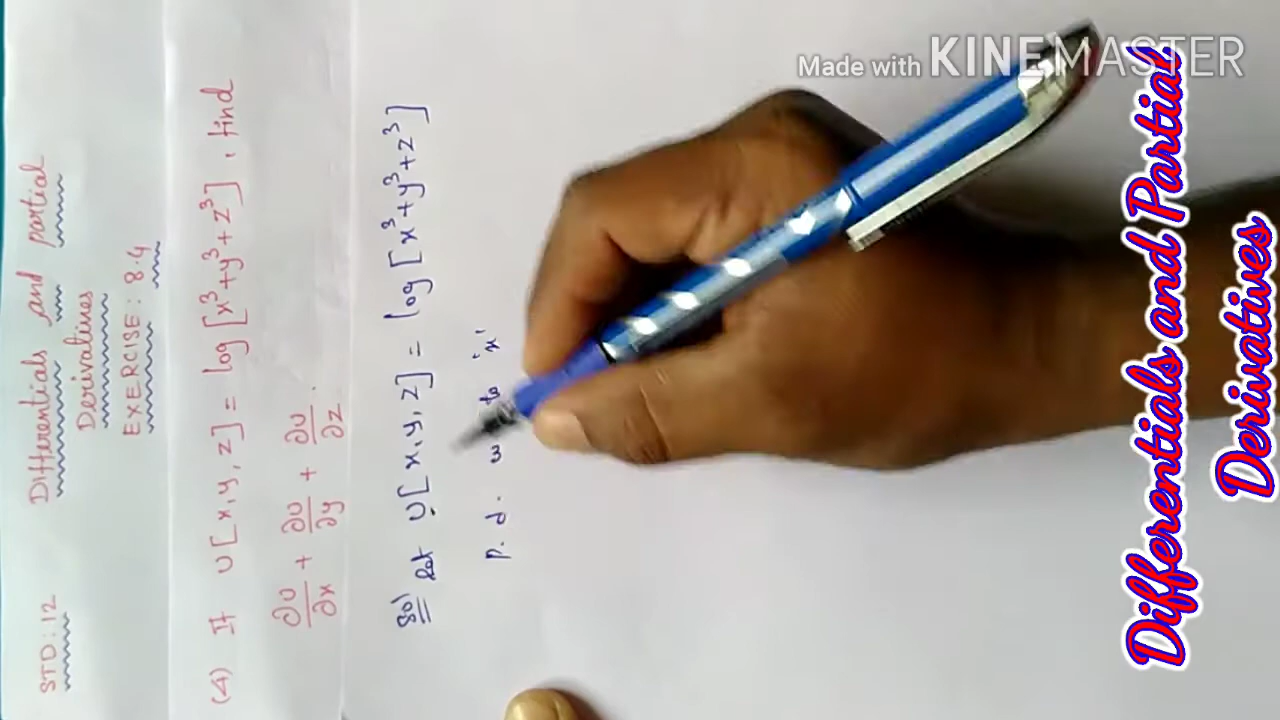 STD: 12 Differentials and partial
Derivatives
EXERCISE: 8.4
(4) If U[x,y,z] = log[x³+y³+z³], find
∂U/∂x + ∂U/∂y + ∂U/∂z.
Sol Let U[x,y,z] = log[x³+y³+z³]
p.d. to 'x'
Made with KINEMASTER
Differentials and Partial
Derivatives